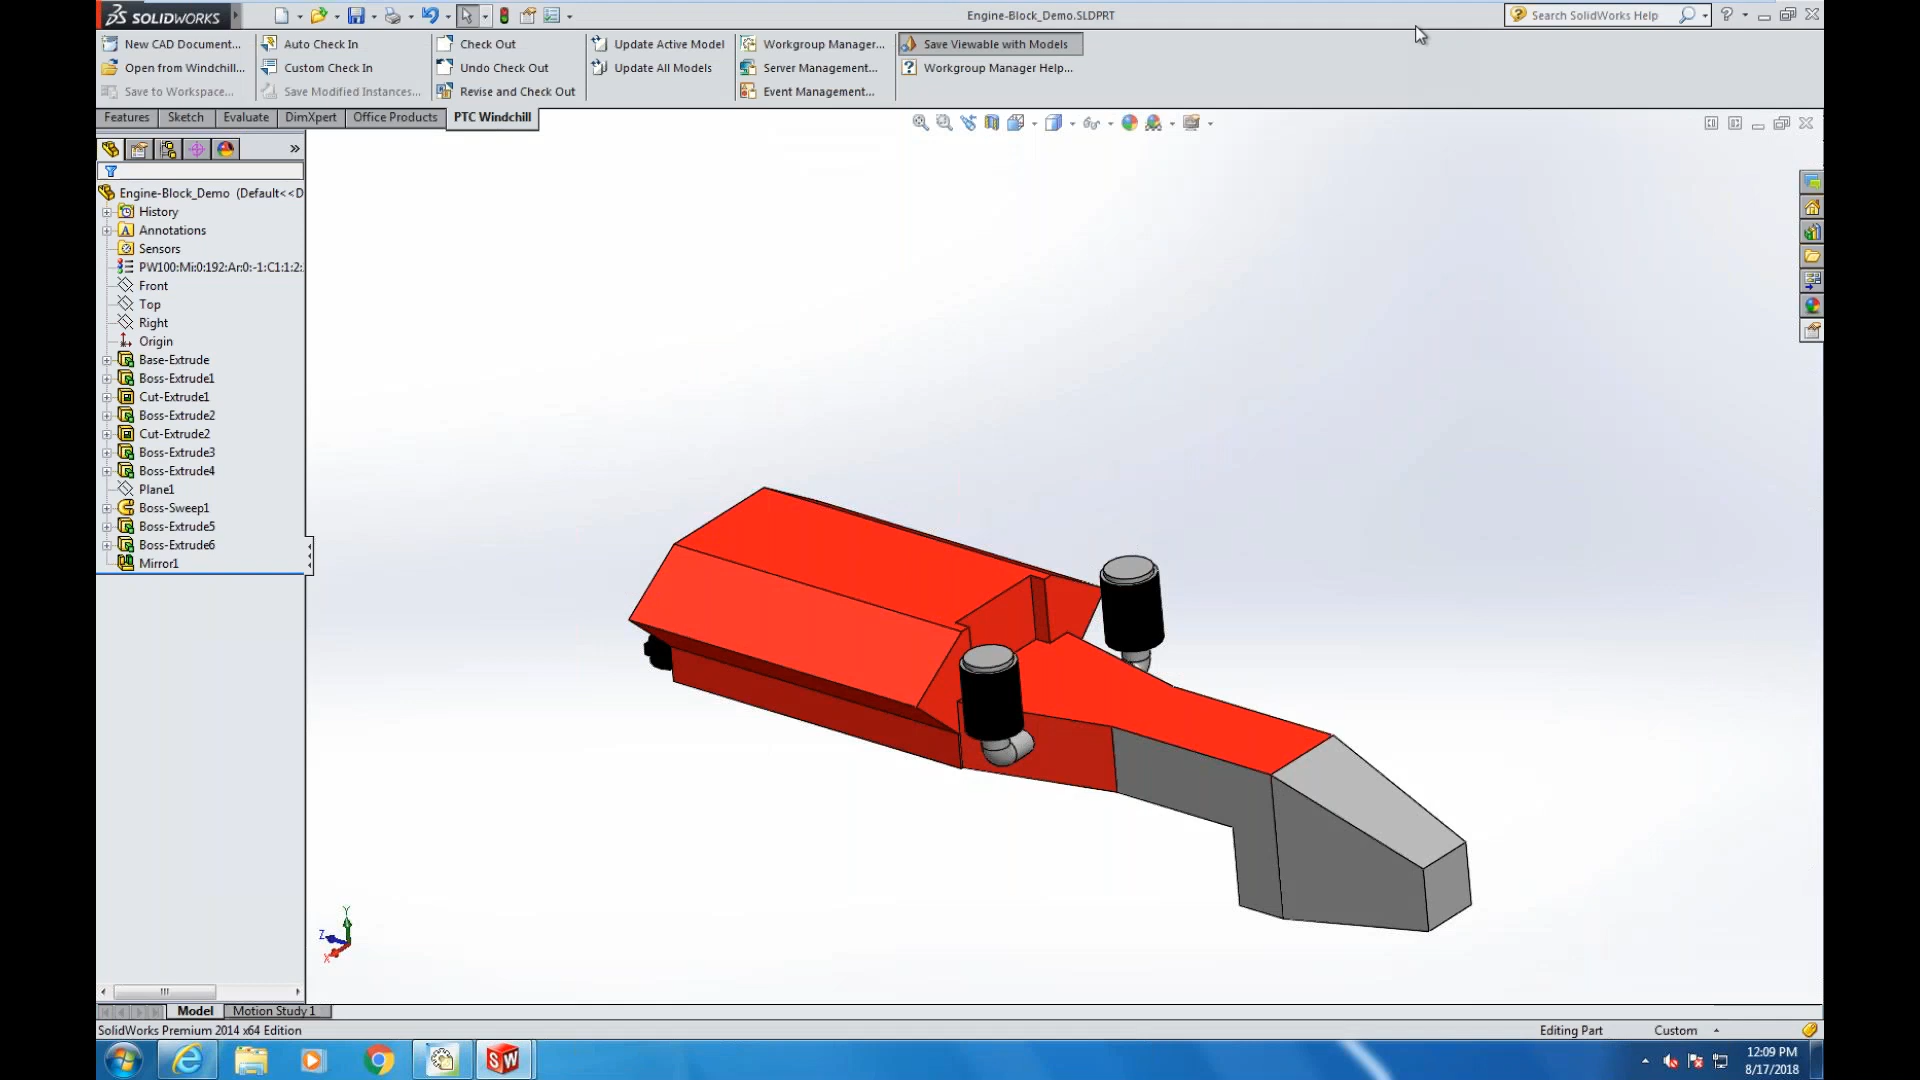 SOLIDWORKS
Engine-Block_Demo.SLDPRT
Search SolidWorks Help
New CAD Document...
Auto Check In
Check Out
Update Active Model
Workgroup Manager...
Save Viewable with Models
Open from Windchill...
Custom Check In
Undo Check Out
Update All Models
Server Management...
Workgroup Manager Help...
Save to Workspace...
Save Modified Instances...
Revise and Check Out
Event Management...
Features
Sketch
Evaluate
DimXpert
Office Products
PTC Windchill
Engine-Block_Demo (Default<<D
History
Annotations
Sensors
PW100:Mi:0:192:Ar:0:-1:C1:1:2:
Front
Top
Right
Origin
Base-Extrude
Boss-Extrude1
Cut-Extrude1
Boss-Extrude2
Cut-Extrude2
Boss-Extrude3
Boss-Extrude4
Plane1
Boss-Sweep1
Boss-Extrude5
Boss-Extrude6
Mirror1
Y
Z
X
Model
Motion Study 1
SolidWorks Premium 2014 x64 Edition
Editing Part
Custom
SW
12:09 PM
8/17/2018